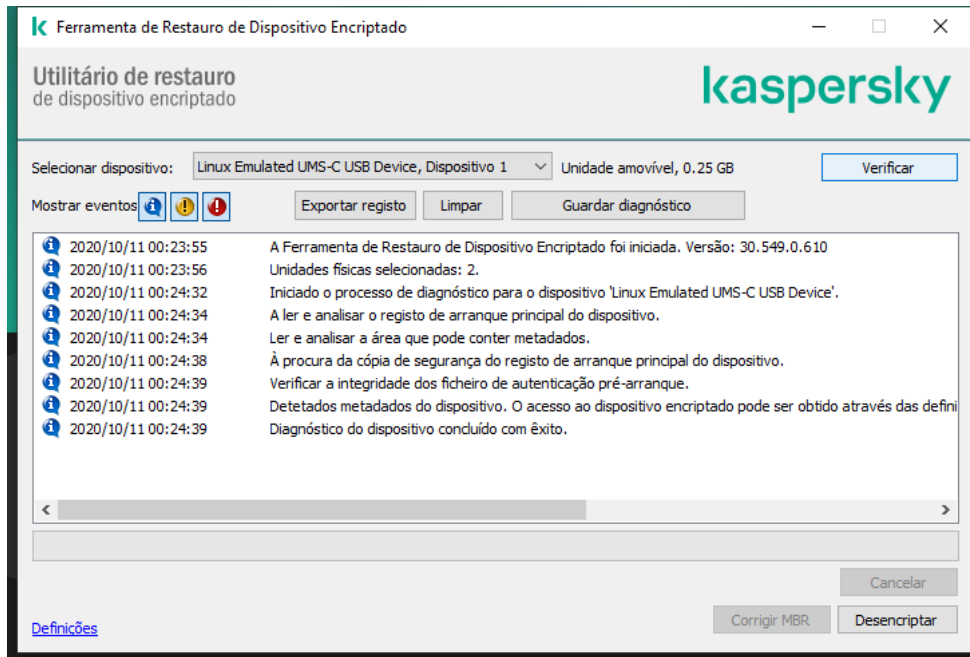 Ferramenta de Restauro de Dispositivo Encriptado
Utilitário de restauro
de dispositivo encriptado
kaspersky
Selecionar dispositivo: Linux Emulated UMS-C USB Device, Dispositivo 1 Unidade amovível, 0.25 GB Verificar
Mostrar eventos Exportar registo Limpar Guardar diagnóstico
2020/10/11 00:23:55 A Ferramenta de Restauro de Dispositivo Encriptado foi iniciada. Versão: 30.549.0.610
2020/10/11 00:23:56 Unidades físicas selecionadas: 2.
2020/10/11 00:24:32 Iniciado o processo de diagnóstico para o dispositivo 'Linux Emulated UMS-C USB Device'.
2020/10/11 00:24:34 A ler e analisar o registo de arranque principal do dispositivo.
2020/10/11 00:24:34 Ler e analisar a área que pode conter metadados.
2020/10/11 00:24:38 À procura da cópia de segurança do registo de arranque principal do dispositivo.
2020/10/11 00:24:39 Verificar a integridade dos ficheiro de autenticação pré-arranque.
2020/10/11 00:24:39 Detetados metadados do dispositivo. O acesso ao dispositivo encriptado pode ser obtido através das defini
2020/10/11 00:24:39 Diagnóstico do dispositivo concluído com êxito.
Cancelar
Definições Corrigir MBR Desencriptar